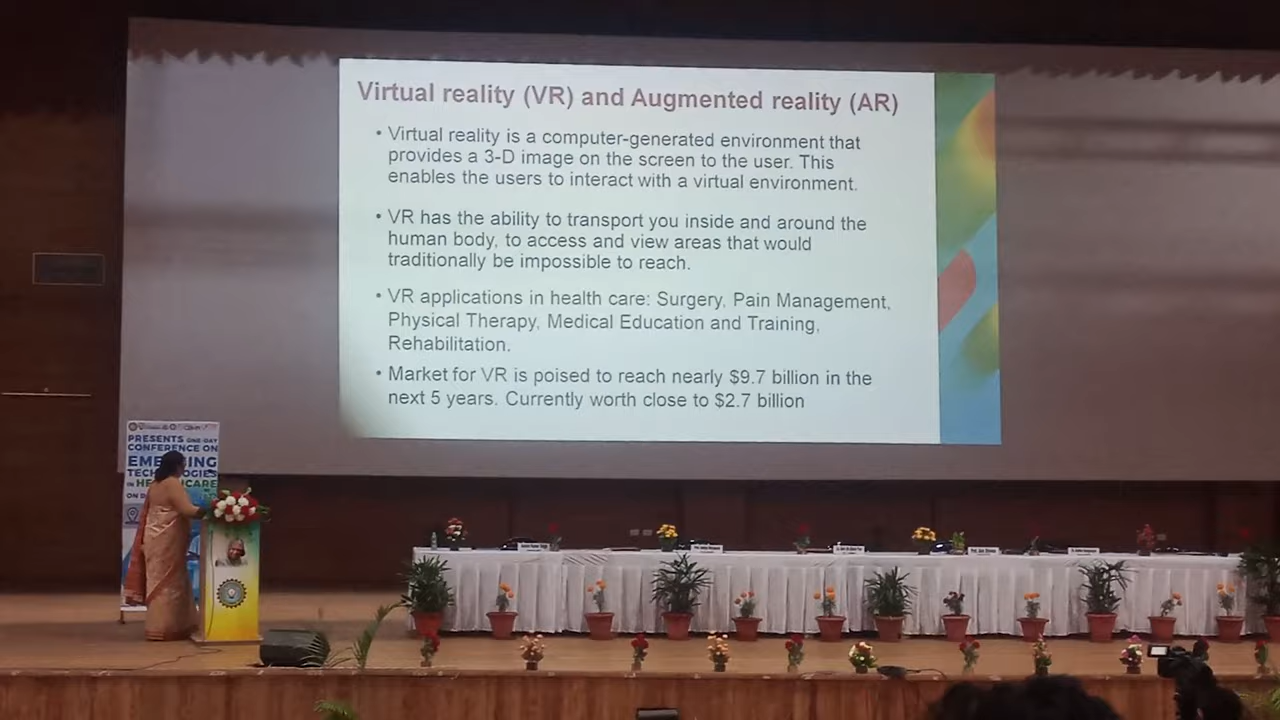 Virtual reality (VR) and Augmented reality (AR)
• Virtual reality is a computer-generated environment that
provides a 3-D image on the screen to the user. This
enables the users to interact with a virtual environment.
• VR has the ability to transport you inside and around the
human body, to access and view areas that would
traditionally be impossible to reach.
• VR applications in health care: Surgery, Pain Management,
Physical Therapy, Medical Education and Training,
Rehabilitation.
• Market for VR is poised to reach nearly $9.7 billion in the
next 5 years. Currently worth close to $2.7 billion
PRESENTS ONE-DAY
CONFERENCE ON